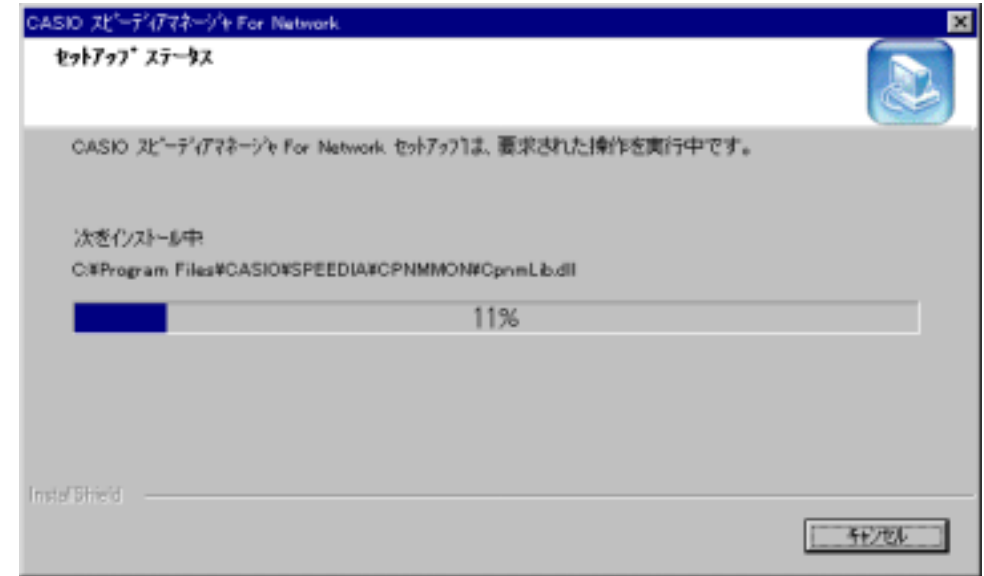 CASIO スピーディアマネージャ For Network
セットアップ ステータス
CASIO スピーディアマネージャ For Network セットアップは、要求された操作を実行中です。
次をインストール中:
C:¥Program Files¥CASIO¥SPEEDIA¥CPNMMON¥CpnmLib.dll
11%
InstallShield
キャンセル